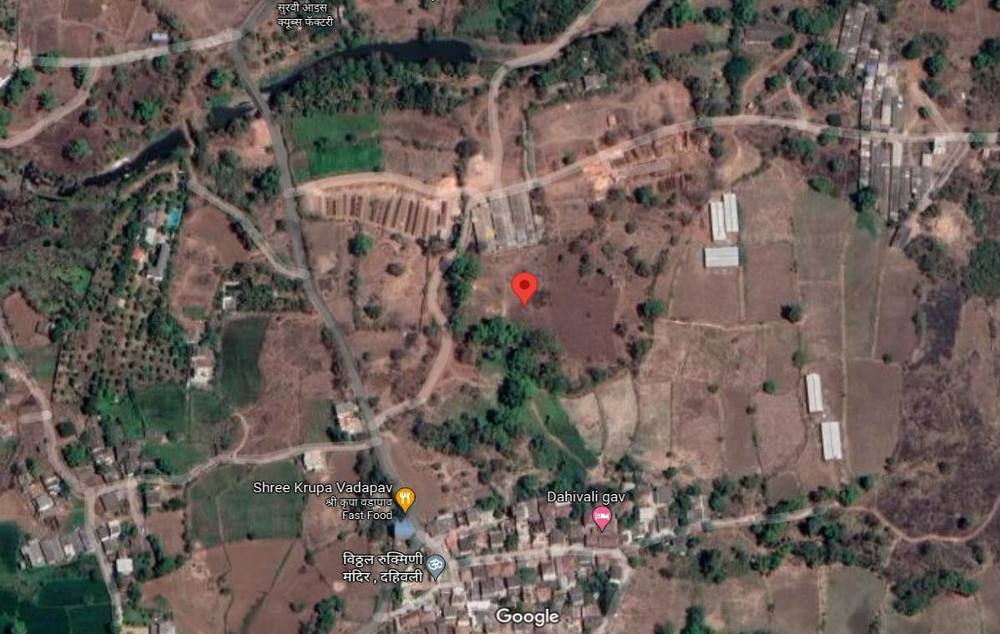 सुरवी आइस
क्यूब्स फॅक्टरी
Shree Krupa Vadapav
श्री कृपा वडापाव
Fast Food
Dahivali gav
विठ्ठल रुक्मिणी
मंदिर , दहिवली
Google